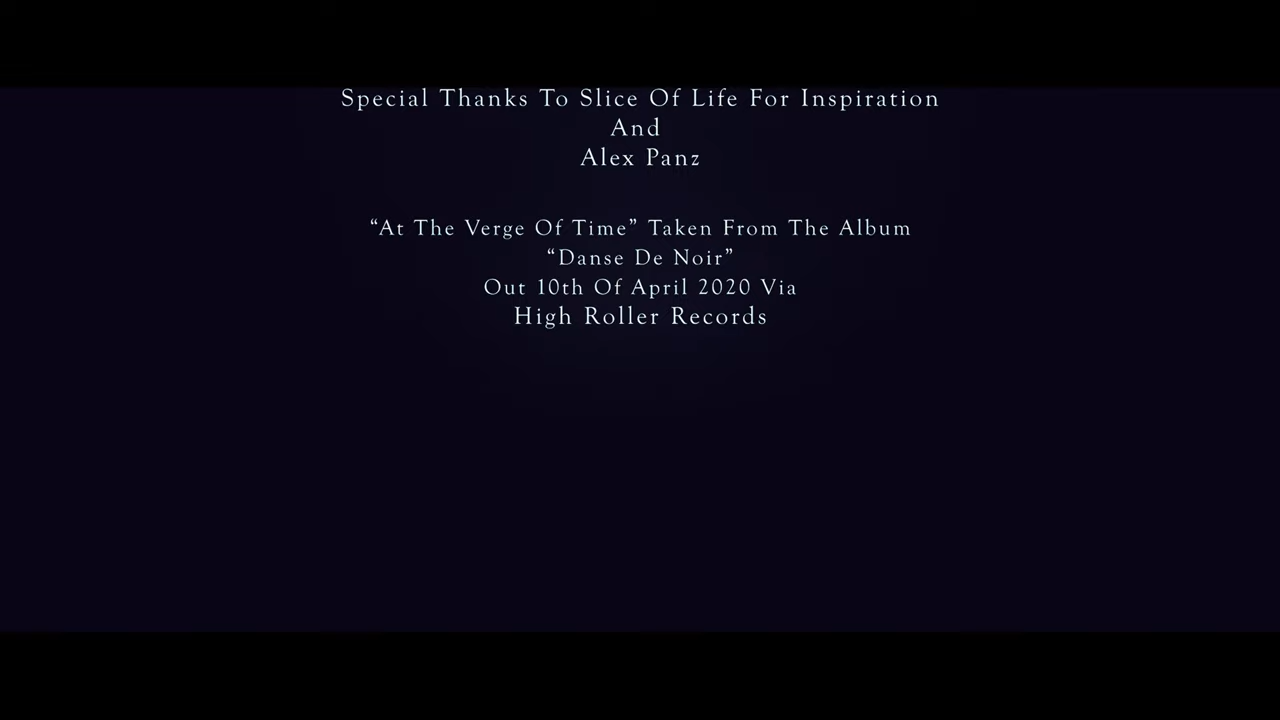 Special Thanks To Slice Of Life For Inspiration
And
Alex Panz
“At The Verge Of Time” Taken From The Album
“Danse De Noir”
Out 10th Of April 2020 Via
High Roller Records